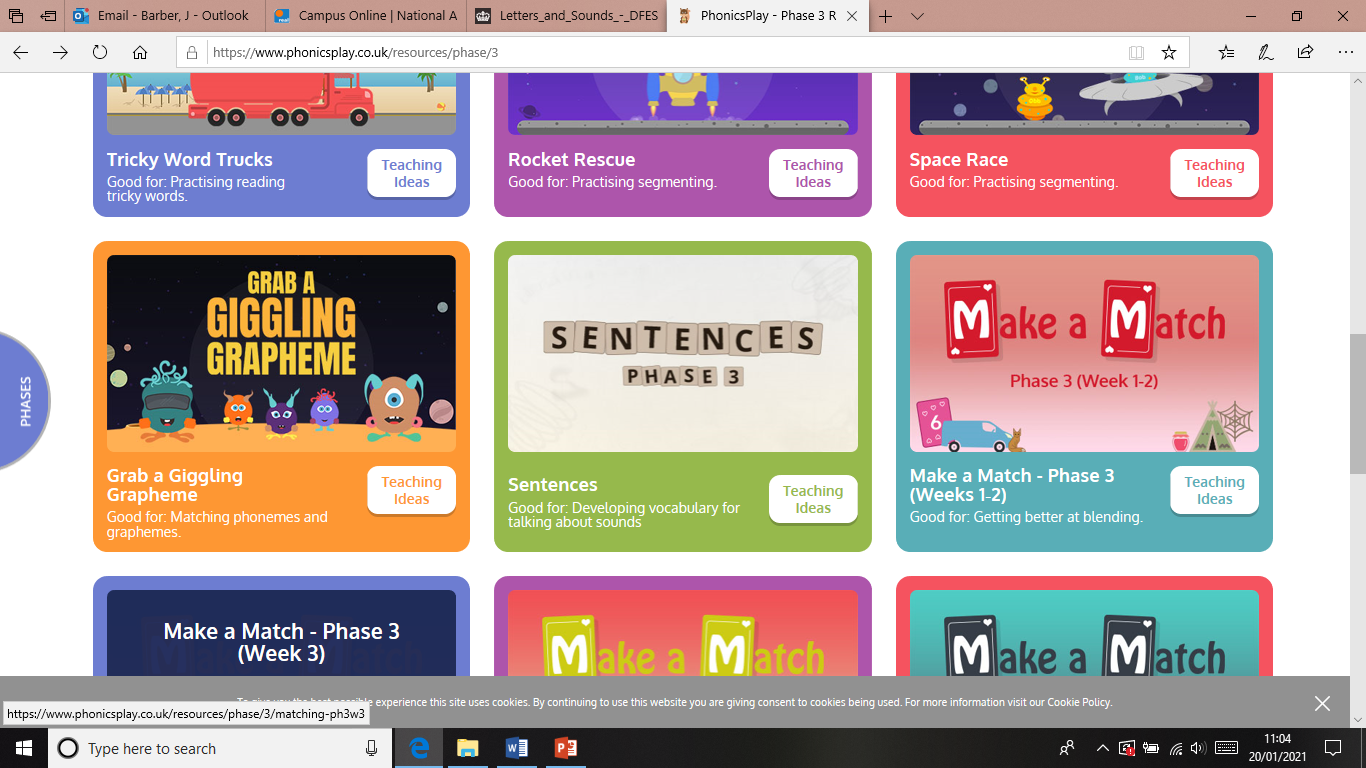 Email - Barber, J - Outlook
Campus Online | National A
Letters_and_Sounds_-_DFES
PhonicsPlay - Phase 3 R
https://www.phonicsplay.co.uk/resources/phase/3
Tricky Word Trucks
Good for: Practising reading
tricky words.
Teaching
Ideas
Rocket Rescue
Good for: Practising segmenting.
Teaching
Ideas
Space Race
Good for: Practising segmenting.
Teaching
Ideas
PHASES
GRAB A
GIGGLING
GRAPHEME
Grab a Giggling
Grapheme
Good for: Matching phonemes and
graphemes.
Teaching
Ideas
SENTENCES
PHASE 3
Sentences
Good for: Developing vocabulary for
talking about sounds
Teaching
Ideas
Make a Match
Phase 3 (Week 1-2)
6
Make a Match - Phase 3
(Weeks 1-2)
Good for: Getting better at blending.
Teaching
Ideas
Make a Match - Phase 3
(Week 3)
Make a Match
Make a Match
To give you the best possible experience this site uses cookies. By continuing to use this website you are giving consent to cookies being used. For more information visit our Cookie Policy.
https://www.phonicsplay.co.uk/resources/phase/3/matching-ph3w3
Type here to search
11:04
20/01/2021